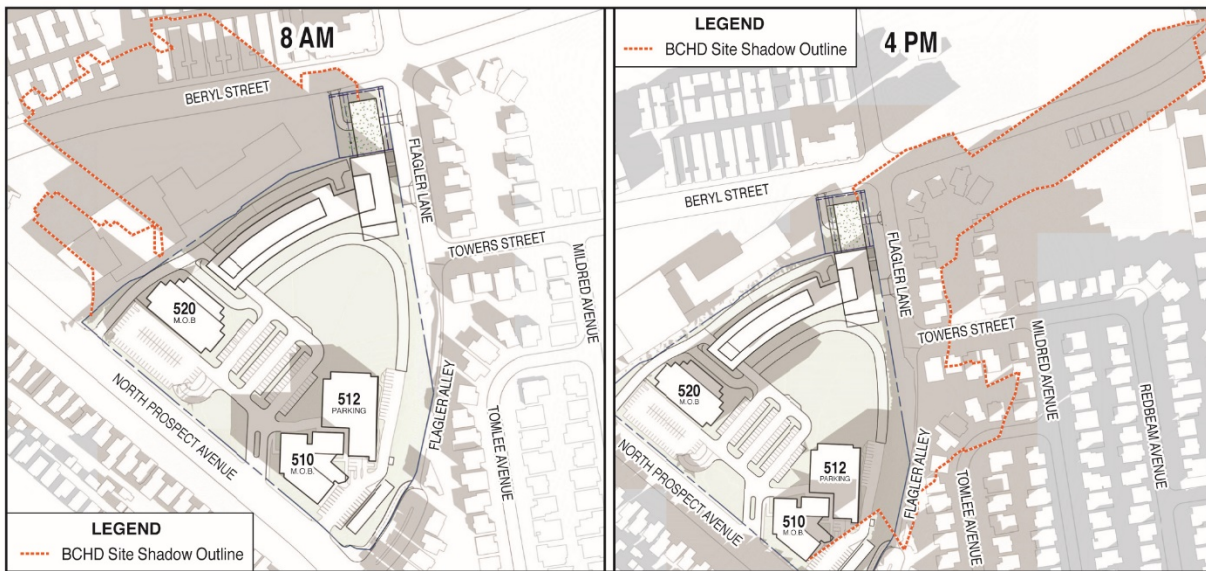 8 AM
BERYL STREET
FLAGLER LANE
TOWERS STREET
MILDRED AVENUE
520
M.O.B
512
PARKING
510
M.O.B.
NORTH PROSPECT AVENUE
FLAGLER ALLEY
TOMLEE AVENUE
LEGEND
BCHD Site Shadow Outline
LEGEND
BCHD Site Shadow Outline
4 PM
BERYL STREET
FLAGLER LANE
TOWERS STREET
MILDRED AVENUE
REDBEAM AVENUE
520
M.O.B
512
PARKING
510
M.O.B.
NORTH PROSPECT AVENUE
FLAGLER ALLEY
TOMLEE AVENUE